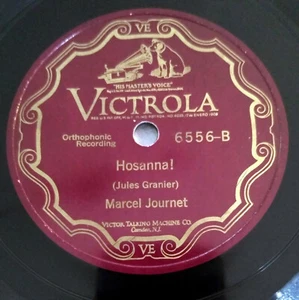 VE
"HIS MASTER'S VOICE"
VICTROLA
Orthophonic
Recording
6556-B
Hosanna!
(Jules Granier)
Marcel Journet
VICTOR TALKING MACHINE CO.
Camden, N.J.
VE
VE